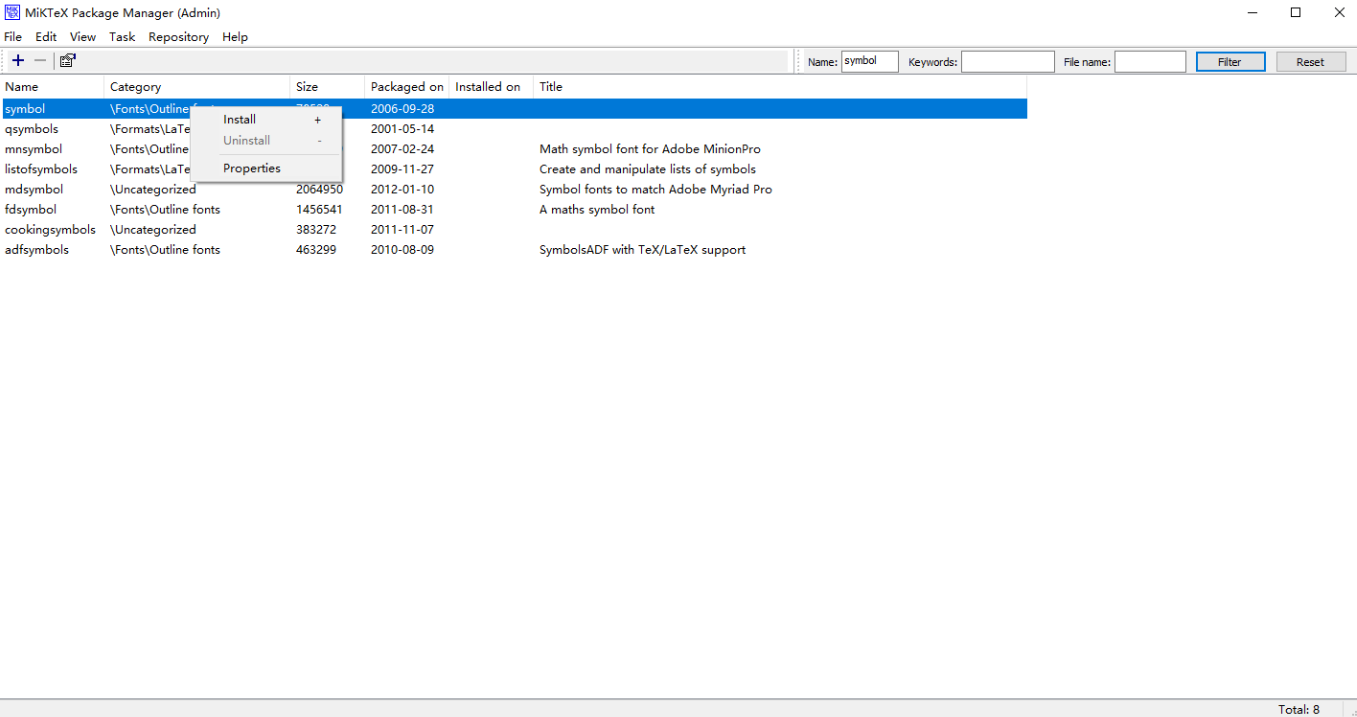 MiKTeX Package Manager (Admin)
File Edit View Task Repository Help
Name: symbol Keywords: File name: Filter Reset
Name Category Size Packaged on Installed on Title
symbol \Fonts\Outline 2006-09-28
Install +
qsymbols \Formats\LaTe 2001-05-14
Uninstall -
mnsymbol \Fonts\Outline 2007-02-24 Math symbol font for Adobe MinionPro
listofsymbols \Formats\LaTe 2009-11-27 Create and manipulate lists of symbols
Properties
mdsymbol \Uncategorized 2064950 2012-01-10 Symbol fonts to match Adobe Myriad Pro
fdsymbol \Fonts\Outline fonts 1456541 2011-08-31 A maths symbol font
cookingsymbols \Uncategorized 383272 2011-11-07
adfsymbols \Fonts\Outline fonts 463299 2010-08-09 SymbolsADF with TeX/LaTeX support
Total: 8